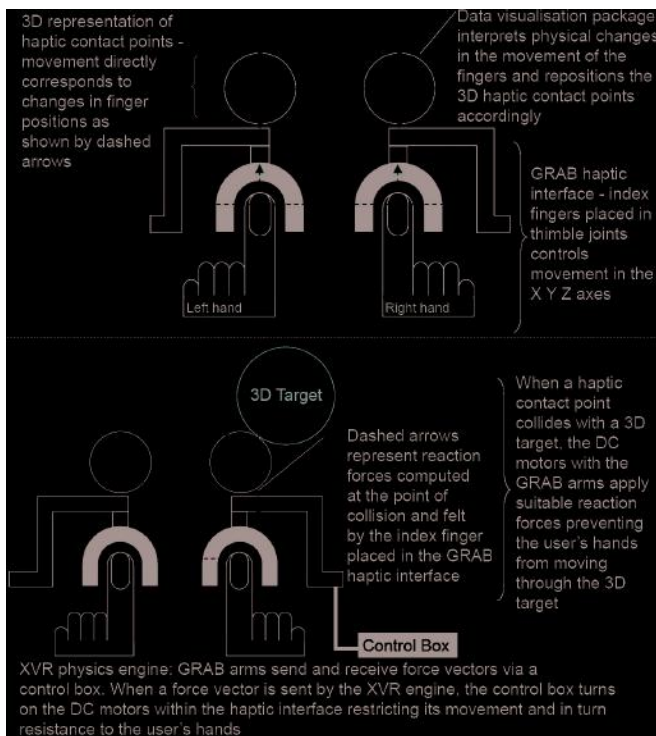 3D representation of
haptic contact points -
movement directly
corresponds to
changes in finger
positions as
shown by dashed
arrows
Data visualisation package
interprets physical changes
in the movement of the
fingers and repositions the
3D haptic contact points
accordingly
GRAB haptic
interface - index
fingers placed in
thimble joints
controls
movement in the
X Y Z axes
Left hand
Right hand
3D Target
Dashed arrows
represent reaction
forces computed
at the point of
collision and felt
by the index finger
placed in the GRAB
haptic interface
When a
haptic
contact point
collides with a 3D
target, the DC
motors with the
GRAB arms apply
suitable reaction
forces preventing
the user's hands
from moving
through the 3D
target
Control Box
XVR physics engine: GRAB arms send and receive force vectors via a
control box. When a force vector is sent by the XVR engine, the control box turns
on the DC motors within the haptic interface restricting its movement and in turn
resistance to the user's hands